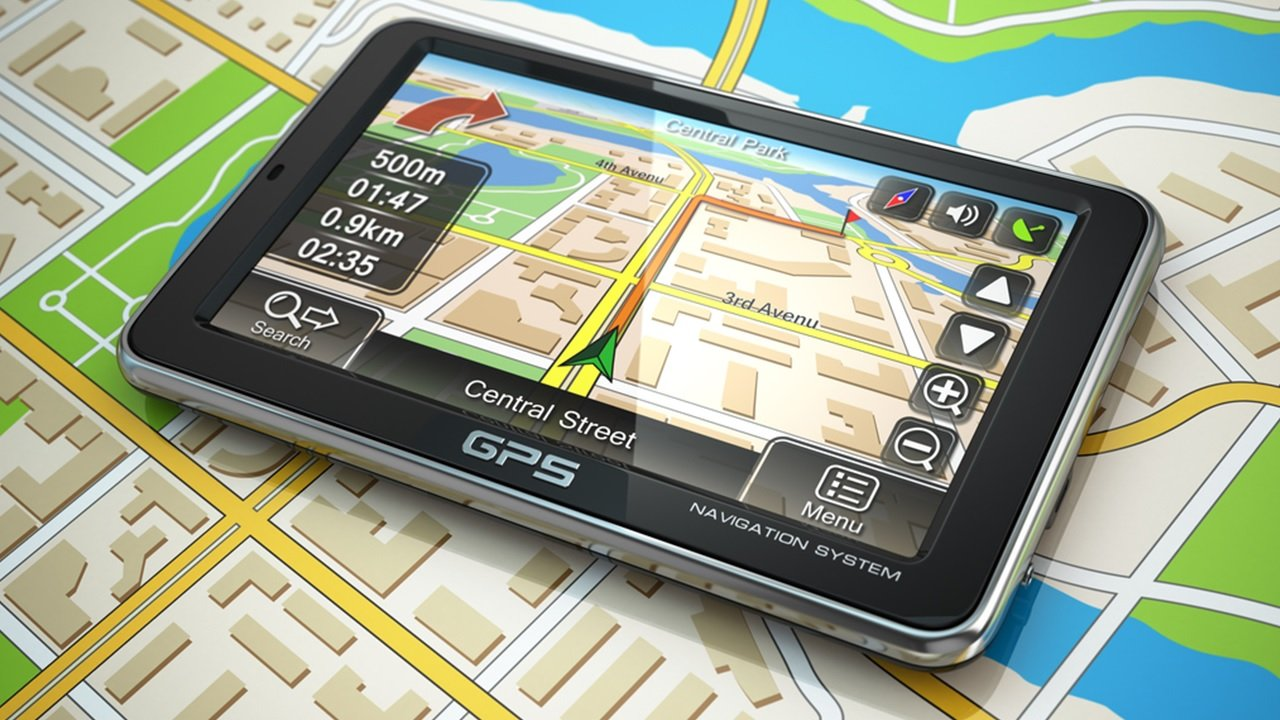 Central Park
500m
01:47
0.9km
02:35
4th Avenu
3rd Avenu
Search
Central Street
Menu
GPS
NAVIGATION SYSTEM